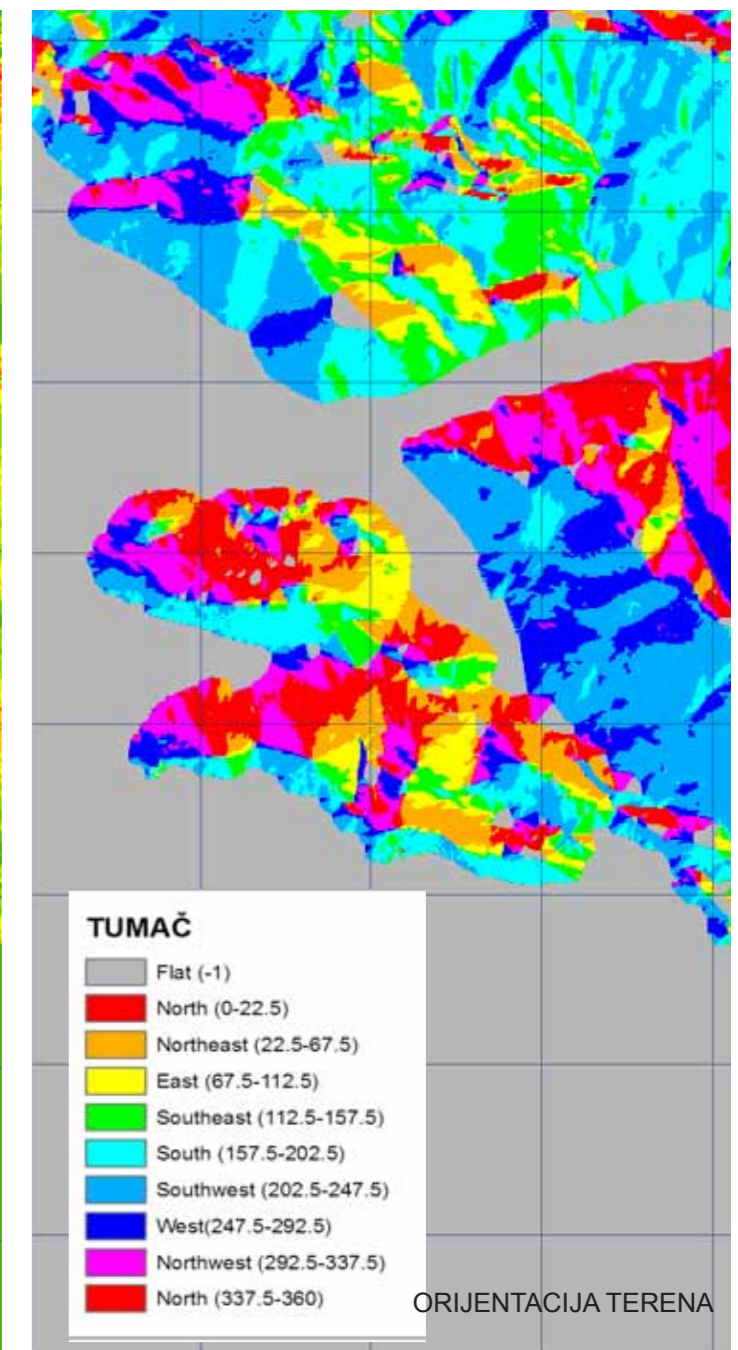 TUMAČ
Flat (-1)
North (0-22.5)
Northeast (22.5-67.5)
East (67.5-112.5)
Southeast (112.5-157.5)
South (157.5-202.5)
Southwest (202.5-247.5)
West(247.5-292.5)
Northwest (292.5-337.5)
North (337.5-360)
ORIJENTACIJA TERENA